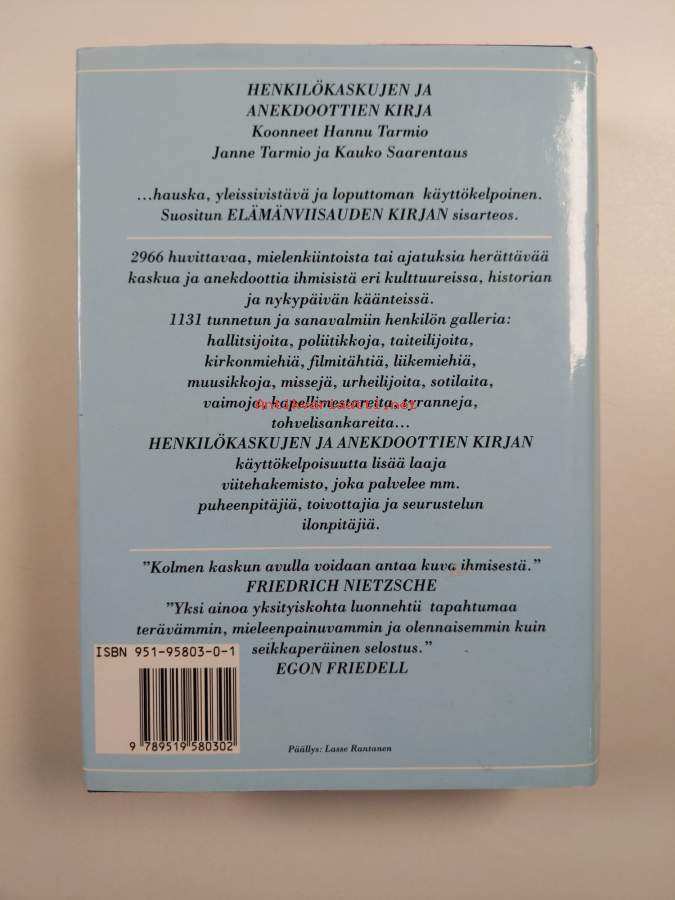 HENKILÖKASKUJEN JA
ANEKDOOTTIEN KIRJA
Koonneet Hannu Tarmio
Janne Tarmio ja Kauko Saarentaus
...hauska, yleissivistävä ja loputtoman käyttökelpoinen.
Suositun ELÄMÄNVIISAUDEN KIRJAN sisarteos.
2966 huvittavaa, mielenkiintoista tai ajatuksia herättävää
kaskua ja anekdoottia ihmisistä eri kulttuureissa, historian
ja nykypäivän käänteissä.
1131 tunnetun ja sanavalmiin henkilön galleria:
hallitsijoita, poliitikkoja, taiteilijoita,
kirkonmiehiä, filmitähtiä, liikemiehiä,
muusikkoja, missejä, urheilijoita, sotilaita,
vaimoja, kapellimestareita, tyranneja,
Antikvariaatti.net
tohvelisankareita...
HENKILÖKASKUJEN JA ANEKDOOTTIEN KIRJAN
käyttökelpoisuutta lisää laaja
viitehakemisto, joka palvelee mm.
puheenpitäjiä, toivottajia ja seurustelun
ilonpitäjiä.
”Kolmen kaskun avulla voidaan antaa kuva ihmisestä.”
FRIEDRICH NIETZSCHE
”Yksi ainoa yksityiskohta luonnehtii tapahtumaa
terävämmin, mieleenpainuvammin ja olennaisemmin kuin
seikkaperäinen selostus.”
EGON FRIEDELL
ISBN 951-95803-0-1
9 789519 580302
Päällys: Lasse Rantanen